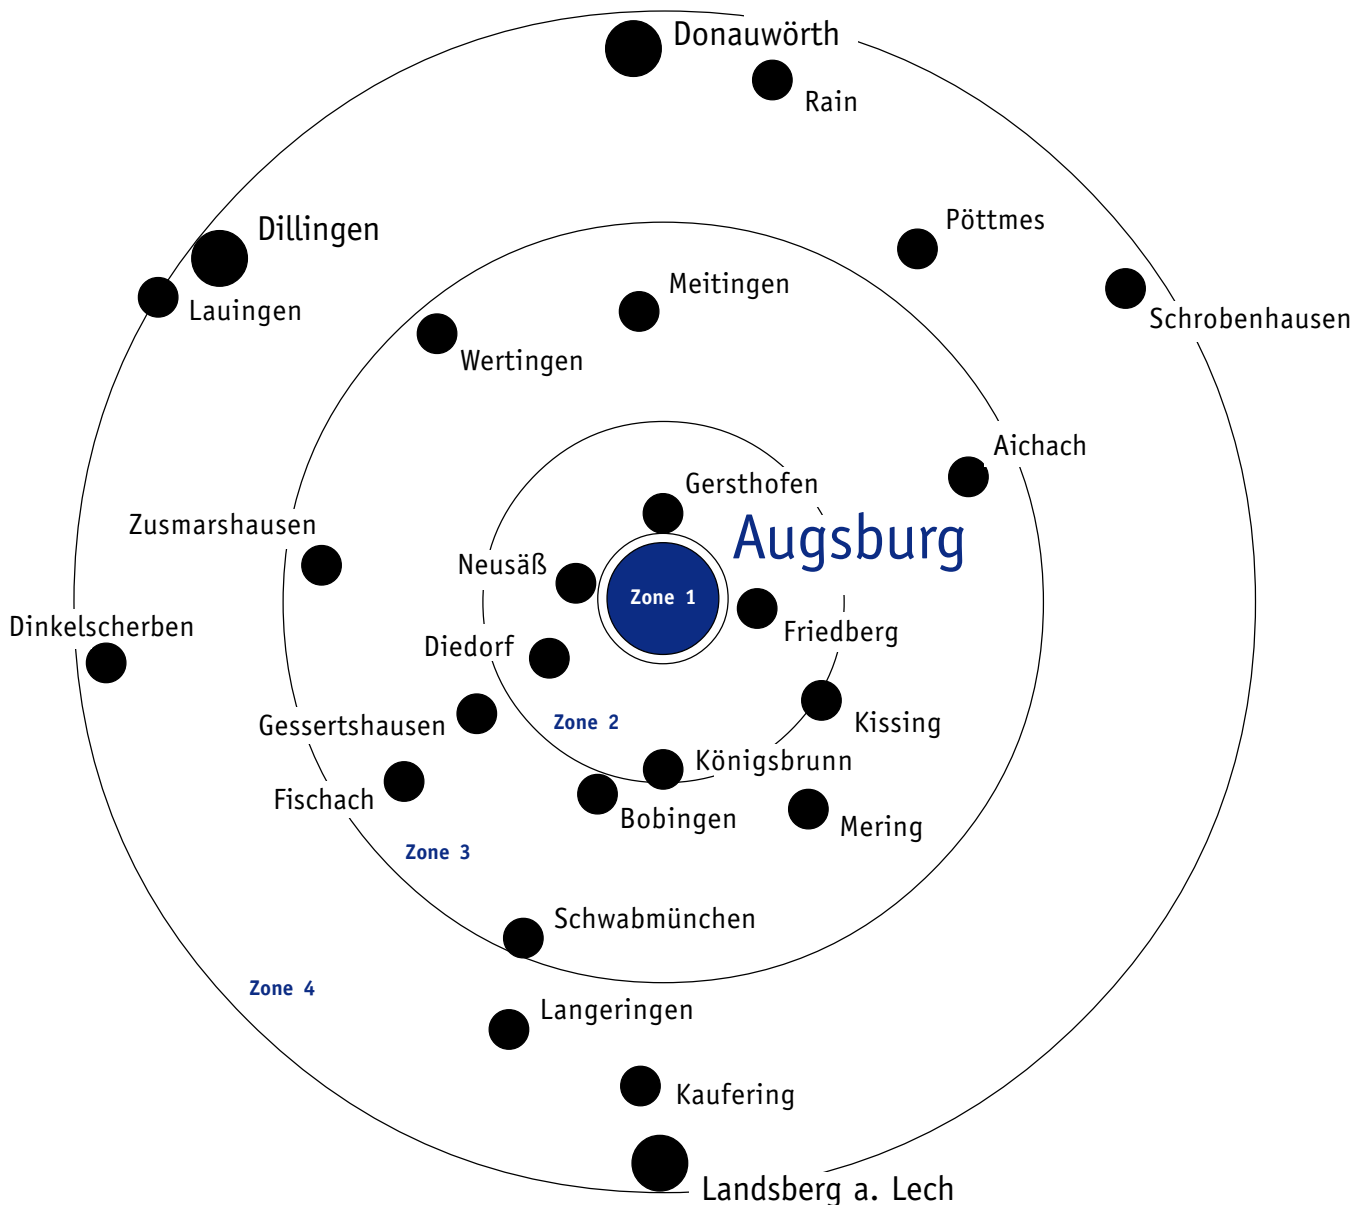 Donauwörth
Rain
Pöttmes
Dillingen
Meitingen
Lauingen
Schrobenhausen
Wertingen
Aichach
Gersthofen
Zusmarshausen
Augsburg
Neusäß
Zone 1
Dinkelscherben
Friedberg
Diedorf
Zone 2
Kissing
Gessertshausen
Königsbrunn
Fischach
Bobingen
Mering
Zone 3
Schwabmünchen
Zone 4
Langeringen
Kaufering
Landsberg a. Lech